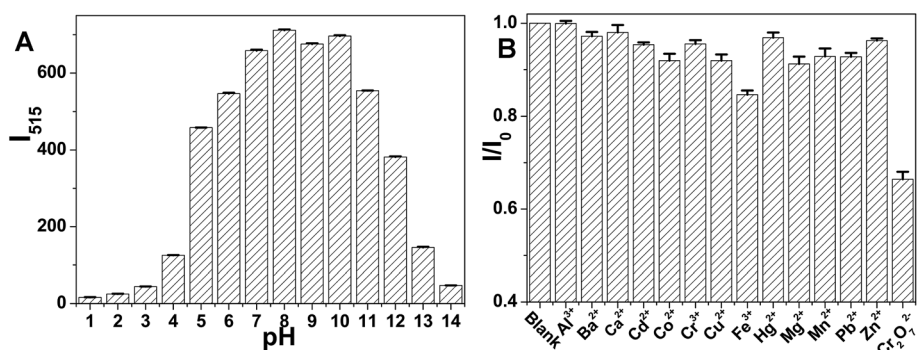 A
I₅₁₅
600
400
200
0
1 2 3 4 5 6 7 8 9 10 11 12 13 14
pH
B
I/I₀
1.0
0.8
0.6
0.4
Blank Al³⁺ Ba²⁺ Ca²⁺ Cd²⁺ Co²⁺ Cr³⁺ Cu²⁺ Fe³⁺ Hg²⁺ Mg²⁺ Mn²⁺ Pb²⁺ Zn²⁺ Cr₂O₇²⁻